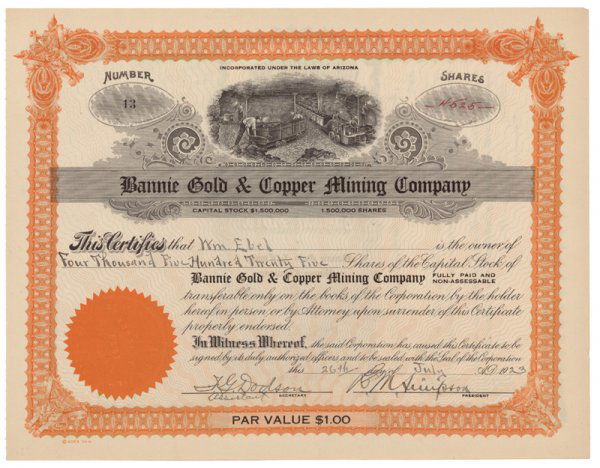 INCORPORATED UNDER THE LAWS OF ARIZONA
NUMBER
SHARES
13
—4525—
Bannie Gold & Copper Mining Company
CAPITAL STOCK $1,500,000 1,500,000 SHARES
This Certifies that Wm. Ebel is the owner of
Four Thousand Five Hundred Twenty Five Shares of the Capital Stock of
Bannie Gold & Copper Mining Company FULLY PAID AND NON-ASSESSABLE
transferable only on the books of the Corporation by the holder
hereof in person or by Attorney upon surrender of this Certificate
properly endorsed.
In Witness Whereof, the said Corporation has caused this Certificate to be
signed by its duly authorized officers and to be sealed with the Seal of the Corporation
this 26th day of July A.D. 1923
F.G. Dodson
Assistant SECRETARY
Simpson
PRESIDENT
PAR VALUE $1.00